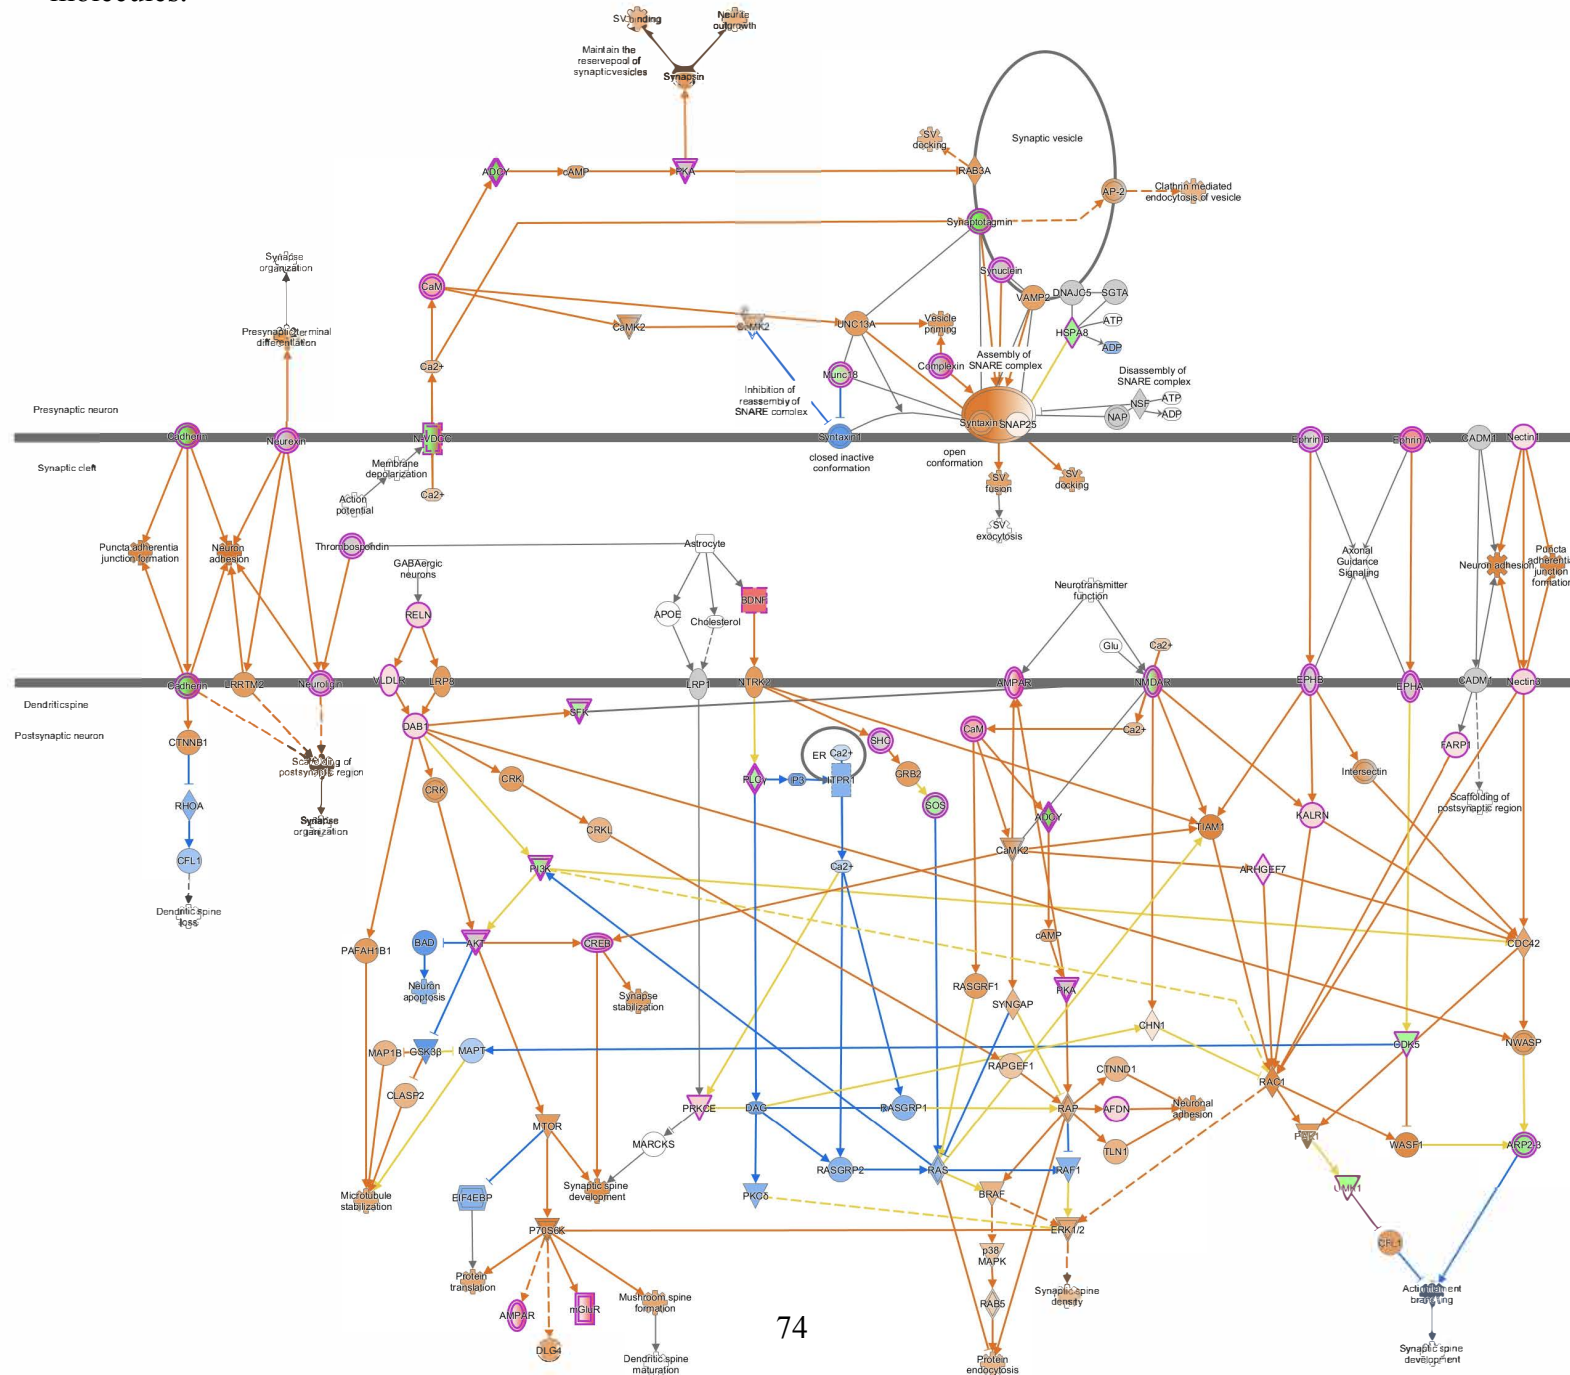 molecules.
SV binding
Neurite
outgrowth
Maintain the
reservepool of
synapticvesicles
Synapsin
Synaptic vesicle
SV
docking
ADCY
cAMP
PKA
RAB3A
AP-2
Clathrin mediated
endocytosis of vesicle
Synaptotagmin
Synapse
organization
CaM
Synuclein
VAMP2
DNAJC5
SGTA
Presynaptic terminal
differentiation
CaMK2
CaMK2
UNC13A
Vesicle
priming
ATP
HSPA8
ADP
Ca2+
Munc18
Complexin
Assembly of
SNARE complex
Disassembly of
SNARE complex
Inhibition of
reassembly of
SNARE complex
NSF
ATP
ADP
NAP
Presynaptic neuron
Cadherin
Neurexin
N-VDCC
Syntaxin1
Syntaxin
SNAP25
Ephrin B
Ephrin A
CADM1
Nectin1
Synaptic cleft
Membrane
depolarization
closed inactive
conformation
open
conformation
Action
potential
Ca2+
SV
fusion
SV
docking
SV
exocytosis
Puncta adherentia
junction formation
Neuron
adhesion
Thrombospondin
Astrocyte
GABAergic
neurons
Axonal
Guidance
Signaling
Neuron adhesion
Puncta
adherentia
junction
formation
Neurotransmitter
function
RELN
APOE
Cholesterol
BDNF
Glu
Ca2+
Cadherin
LRRTM2
Neuroligin
VLDLR
LRP8
LRP1
NTRK2
AMPAR
NMDAR
EPHB
EPHA
CADM1
Nectin3
Dendriticspine
SFK
DAB1
Postsynaptic neuron
CTNNB1
SHC
CaM
Ca2+
FARP1
Scaffolding of
postsynaptic region
ER
Ca2+
CRK
CRK
PLCγ
IP3
ITPR1
GRB2
Intersectin
RHOA
SOS
Scaffolding of
postsynaptic region
Synapse
organization
CRKL
ADCY
TIAM1
KALRN
CFL1
PI3K
Ca2+
CaMK2
ARHGEF7
Dendritic spine
loss
PAFAH1B1
BAD
AKT
CREB
cAMP
CDC42
Neuron
apoptosis
Synapse
stabilization
RASGRF1
PKA
SYNGAP
CHN1
MAP1B
GSK3β
MAPT
CDK5
NWASP
CLASP2
RAPGEF1
CTNND1
RAC1
PRKCE
DAG
RASGRP1
RAP
AFDN
Neuronal
adhesion
MTOR
MARCKS
TLN1
PAK1
WASF1
ARP2-3
RASGRP2
RAS
RAF1
Microtubule
stabilization
EIF4EBP
Synaptic spine
development
PKCδ
BRAF
LIMK1
P70S6K
ERK1/2
CFL1
p38
MAPK
Protein
translation
AMPAR
mGluR
Mushroom spine
formation
RAB5
Synaptic spine
density
Actin filament
branching
74
DLG4
Dendritic spine
maturation
Protein
endocytosis
Synaptic spine
development